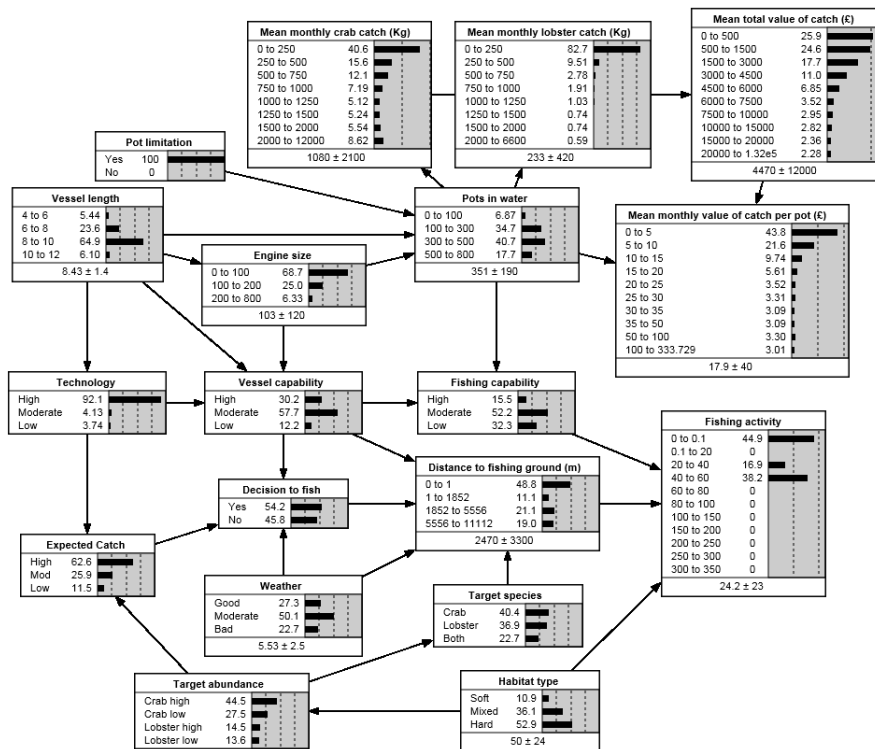 Mean monthly crab catch (Kg)
0 to 250 40.6
250 to 500 15.6
500 to 750 12.1
750 to 1000 7.19
1000 to 1250 5.12
1250 to 1500 5.24
1500 to 2000 5.54
2000 to 12000 8.62
1080 ± 2100
Mean monthly lobster catch (Kg)
0 to 250 82.7
250 to 500 9.51
500 to 750 2.78
750 to 1000 1.91
1000 to 1250 1.03
1250 to 1500 0.74
1500 to 2000 0.74
2000 to 6600 0.59
233 ± 420
Mean total value of catch (£)
0 to 500 25.9
500 to 1500 24.6
1500 to 3000 17.7
3000 to 4500 11.0
4500 to 6000 6.85
6000 to 7500 3.52
7500 to 10000 2.95
10000 to 15000 2.82
15000 to 20000 2.36
20000 to 1.32e5 2.28
4470 ± 12000
Pot limitation
Yes 100
No 0
Vessel length
4 to 6 5.44
6 to 8 23.6
8 to 10 64.9
10 to 12 6.10
8.43 ± 1.4
Engine size
0 to 100 68.7
100 to 200 25.0
200 to 800 6.33
103 ± 120
Pots in water
0 to 100 6.87
100 to 300 34.7
300 to 500 40.7
500 to 800 17.7
351 ± 190
Mean monthly value of catch per pot (£)
0 to 5 43.8
5 to 10 21.6
10 to 15 9.74
15 to 20 5.61
20 to 25 3.52
25 to 30 3.31
30 to 35 3.09
35 to 50 3.09
50 to 100 3.30
100 to 333.729 3.01
17.9 ± 40
Technology
High 92.1
Moderate 4.13
Low 3.74
Vessel capability
High 30.2
Moderate 57.7
Low 12.2
Fishing capability
High 15.5
Moderate 52.2
Low 32.3
Fishing activity
0 to 0.1 44.9
0.1 to 20 0
20 to 40 16.9
40 to 60 38.2
60 to 80 0
80 to 100 0
100 to 150 0
150 to 200 0
200 to 250 0
250 to 300 0
300 to 350 0
24.2 ± 23
Decision to fish
Yes 54.2
No 45.8
Distance to fishing ground (m)
0 to 1 48.8
1 to 1852 11.1
1852 to 5556 21.1
5556 to 11112 19.0
2470 ± 3300
Expected Catch
High 62.6
Mod 25.9
Low 11.5
Weather
Good 27.3
Moderate 50.1
Bad 22.7
5.53 ± 2.5
Target species
Crab 40.4
Lobster 36.9
Both 22.7
Target abundance
Crab high 44.5
Crab low 27.5
Lobster high 14.5
Lobster low 13.6
Habitat type
Soft 10.9
Mixed 36.1
Hard 52.9
50 ± 24